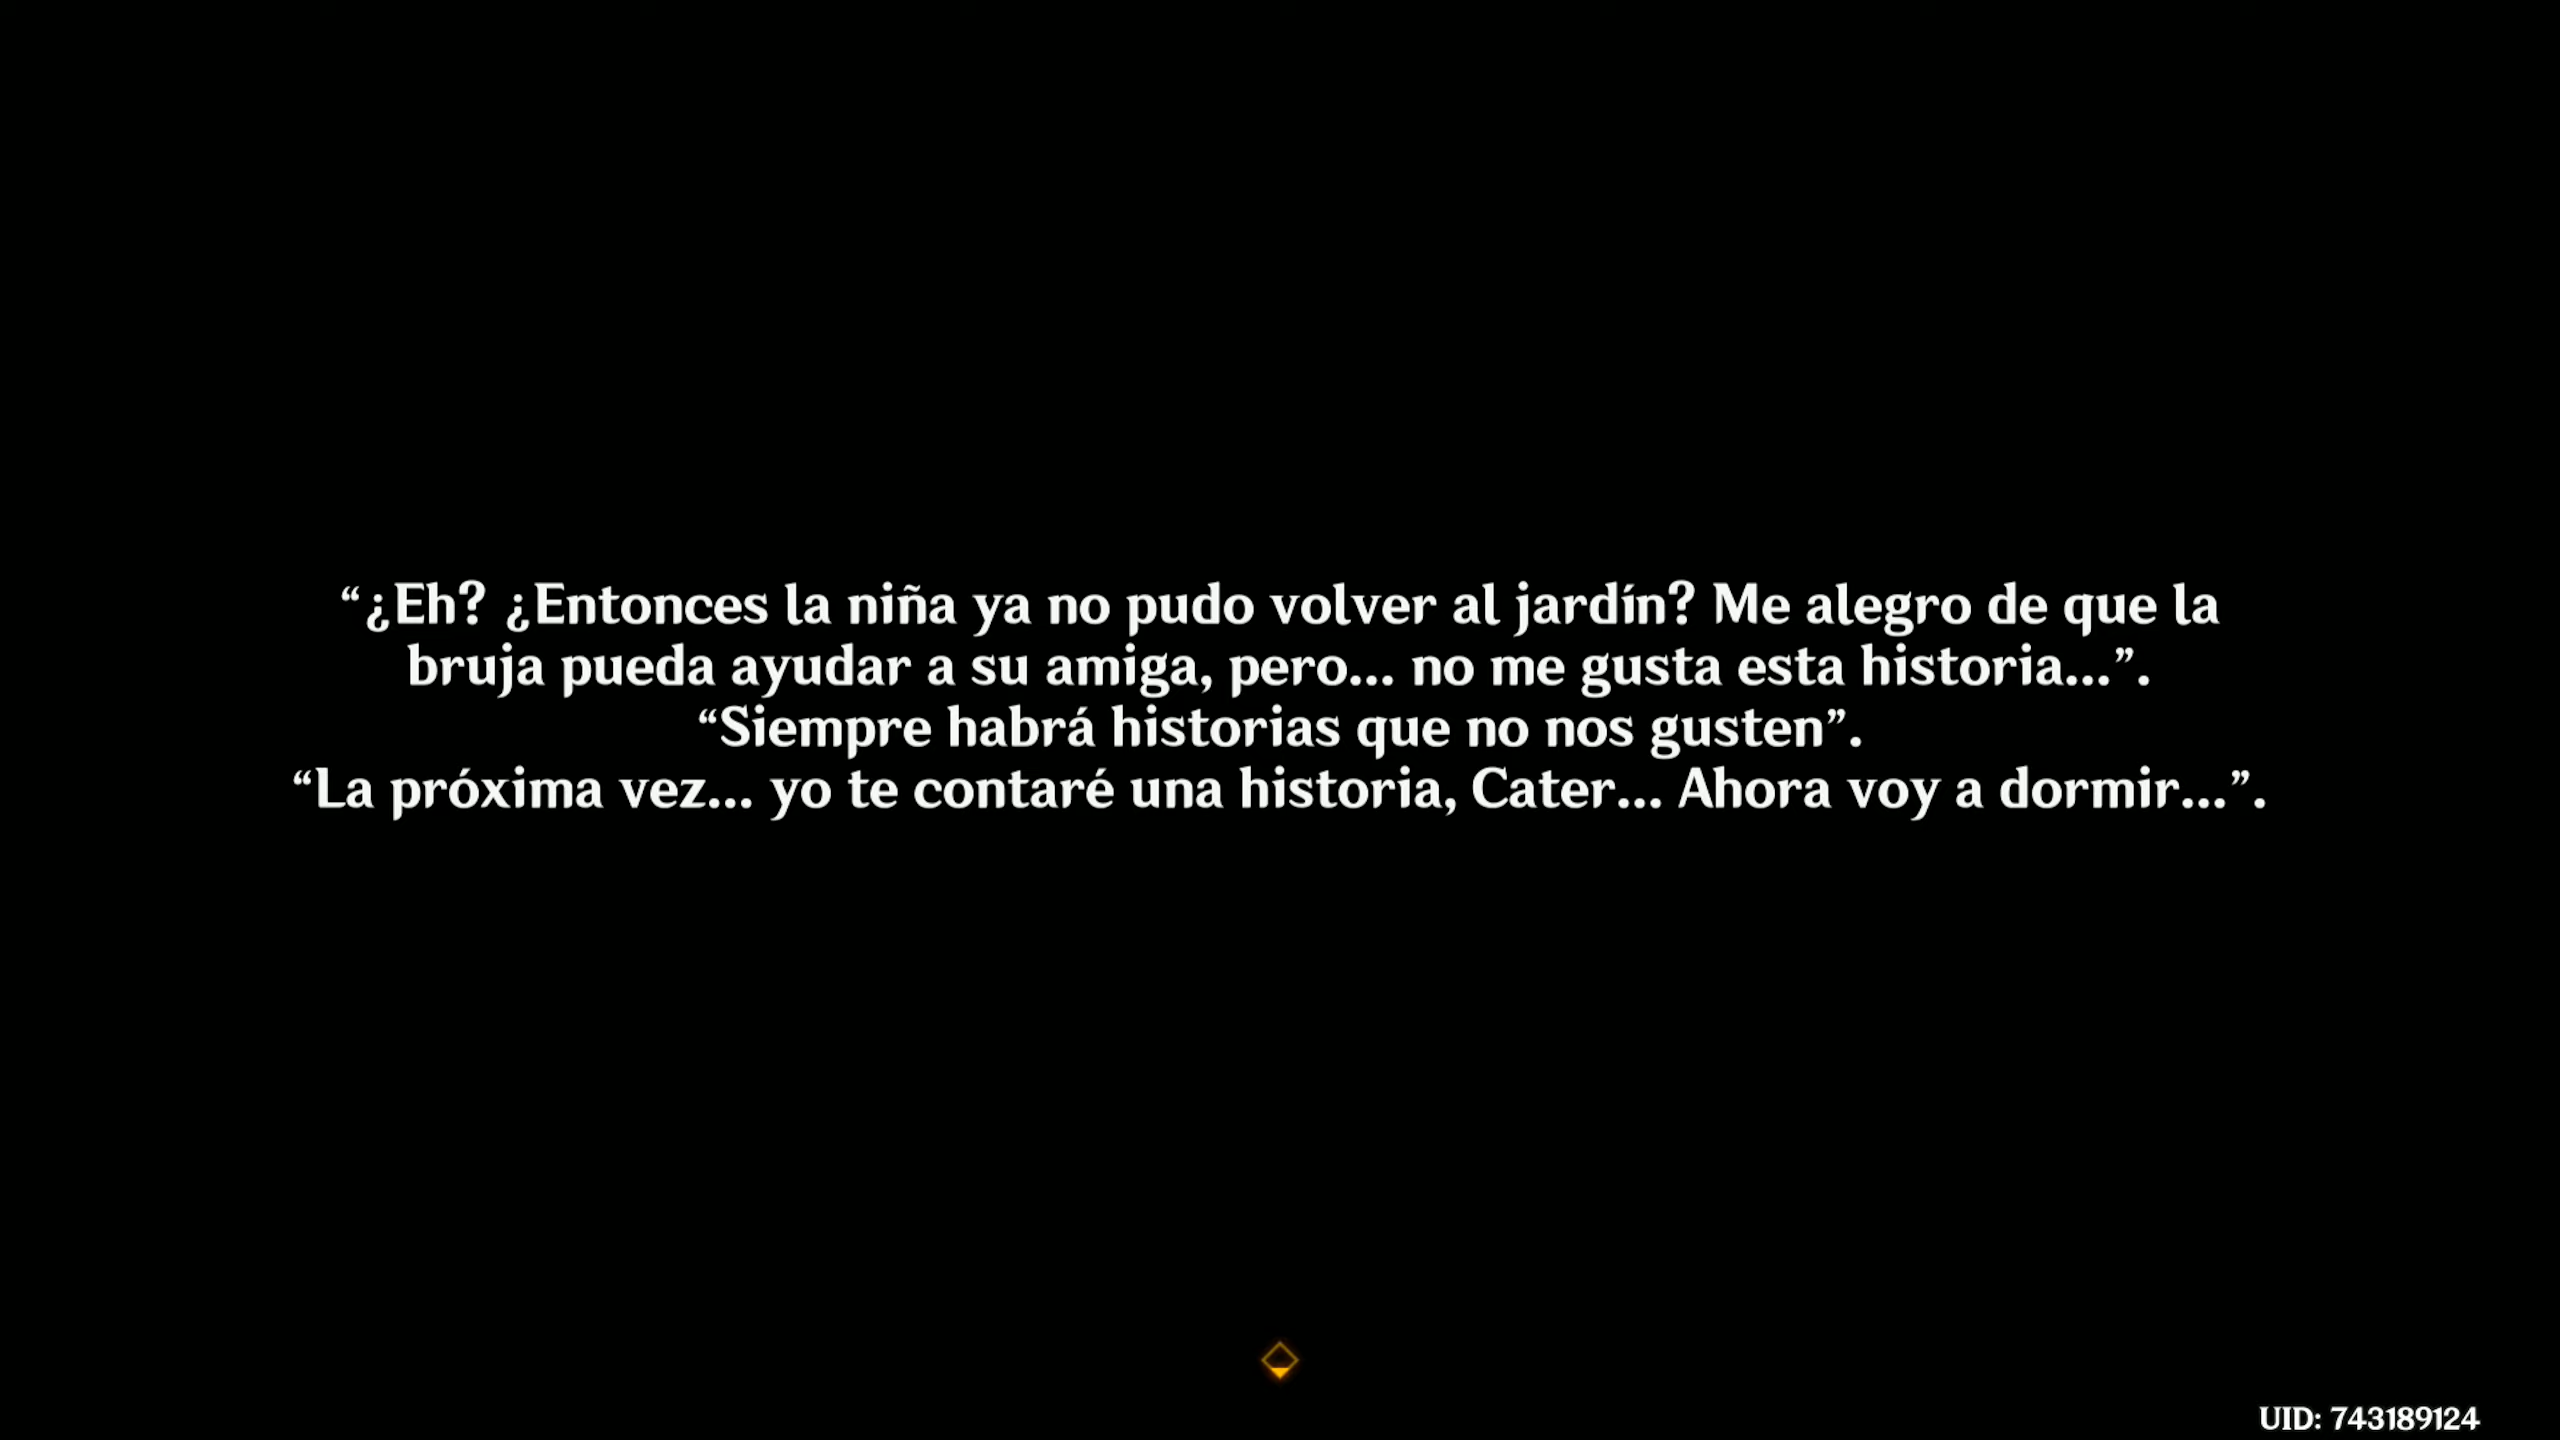 “¿Eh? ¿Entonces la niña ya no pudo volver al jardín? Me alegro de que la
bruja pueda ayudar a su amiga, pero... no me gusta esta historia...”.
“Siempre habrá historias que no nos gusten”.
“La próxima vez... yo te contaré una historia, Cater... Ahora voy a dormir...”.
UID: 743189124